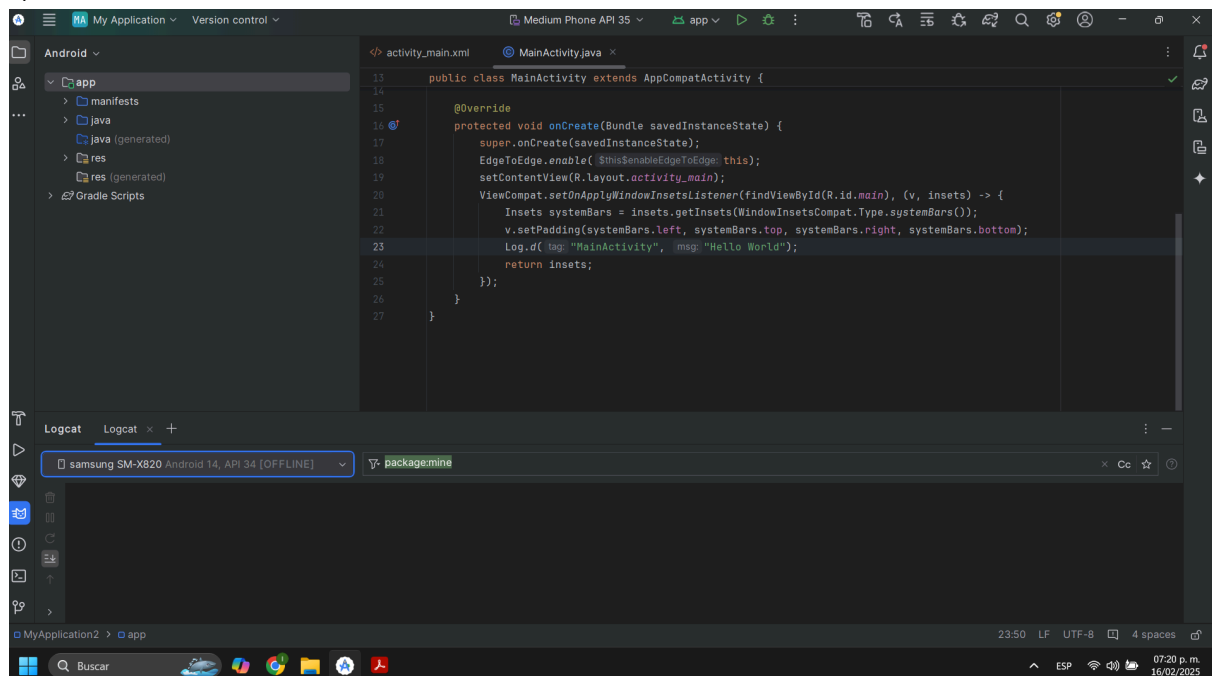 MA My Application Version control Medium Phone API 35 app
Android
activity_main.xml MainActivity.java
app
manifests
java
java (generated)
res
res (generated)
Gradle Scripts
13 public class MainActivity extends AppCompatActivity {
14
15 @Override
16 protected void onCreate(Bundle savedInstanceState) {
17 super.onCreate(savedInstanceState);
18 EdgeToEdge.enable( $this$enableEdgeToEdge: this);
19 setContentView(R.layout.activity_main);
20 ViewCompat.setOnApplyWindowInsetsListener(findViewById(R.id.main), (v, insets) -> {
21 Insets systemBars = insets.getInsets(WindowInsetsCompat.Type.systemBars());
22 v.setPadding(systemBars.left, systemBars.top, systemBars.right, systemBars.bottom);
23 Log.d( tag: "MainActivity", msg: "Hello World");
24 return insets;
25 });
26 }
27 }
Logcat Logcat
samsung SM-X820 Android 14, API 34 [OFFLINE] package:mine Cc
MyApplication2 > app 23:50 LF UTF-8 4 spaces
Buscar ESP 07:20 p. m.
16/02/2025